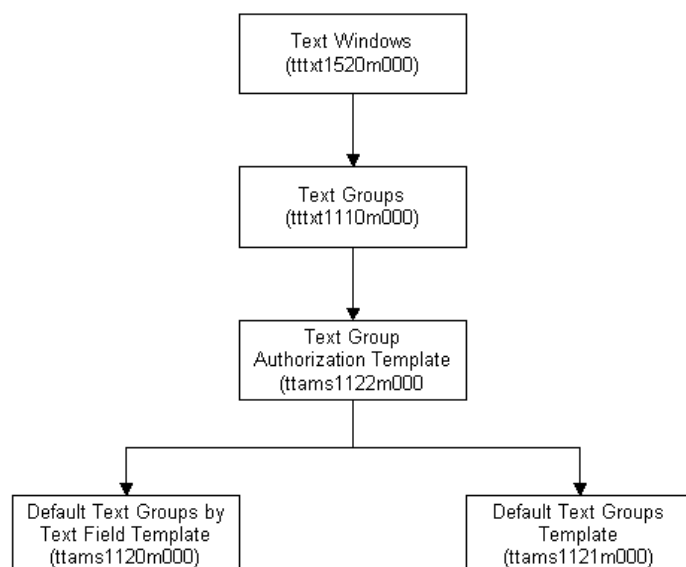 Text Windows
(tttxt1520m000)
Text Groups
(tttxt1110m000)
Text Group
Authorization Template
(ttams1122m000
Default Text Groups by
Text Field Template
(ttams1120m000)
Default Text Groups
Template
(ttams1121m000)